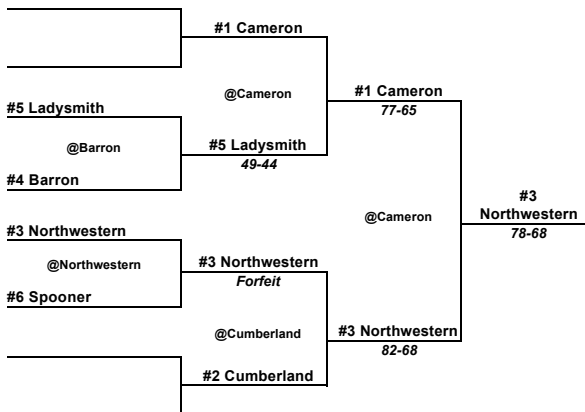 #1 Cameron
@Cameron
#1 Cameron
77-65
#5 Ladysmith
@Barron
#5 Ladysmith
49-44
#4 Barron
#3
Northwestern
78-68
@Cameron
#3 Northwestern
@Northwestern
#3 Northwestern
Forfeit
#6 Spooner
@Cumberland
#3 Northwestern
82-68
#2 Cumberland